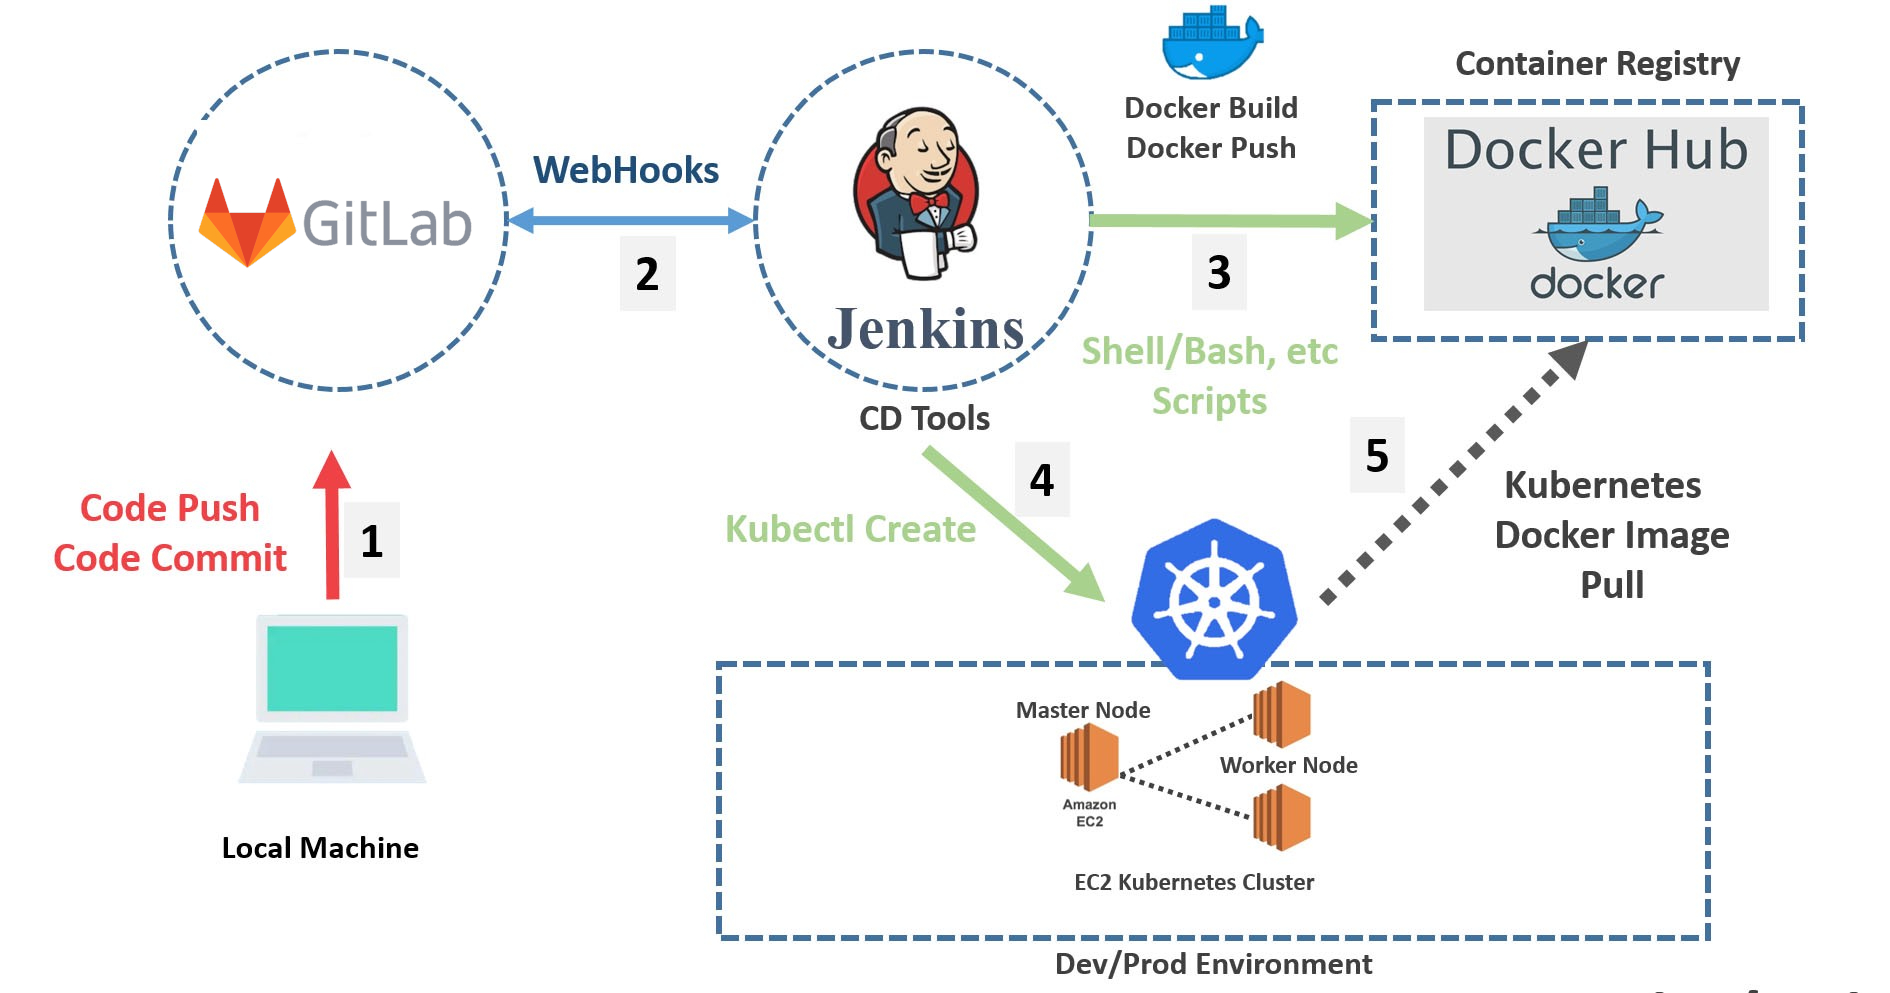 Docker Build
Docker Push
Container Registry
Docker Hub
docker
GitLab
WebHooks
2
Jenkins
CD Tools
3
Shell/Bash, etc
Scripts
Code Push
Code Commit
1
Local Machine
4
Kubectl Create
5
Kubernetes
Docker Image
Pull
Master Node
Amazon
EC2
Worker Node
EC2 Kubernetes Cluster
Dev/Prod Environment